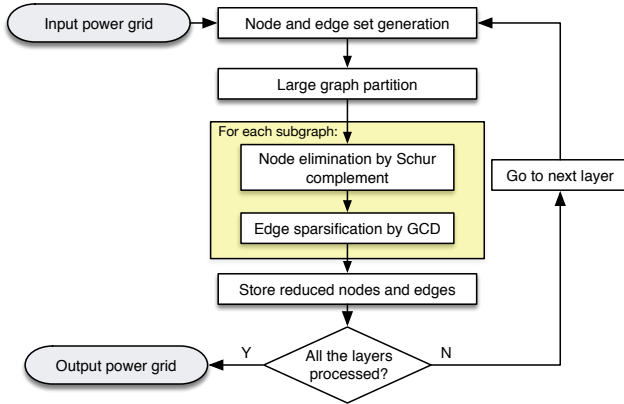 Input power grid
Node and edge set generation
Large graph partition
For each subgraph:
Node elimination by Schur
complement
Go to next layer
Edge sparsification by GCD
Store reduced nodes and edges
All the layers
processed?
Y
N
Output power grid